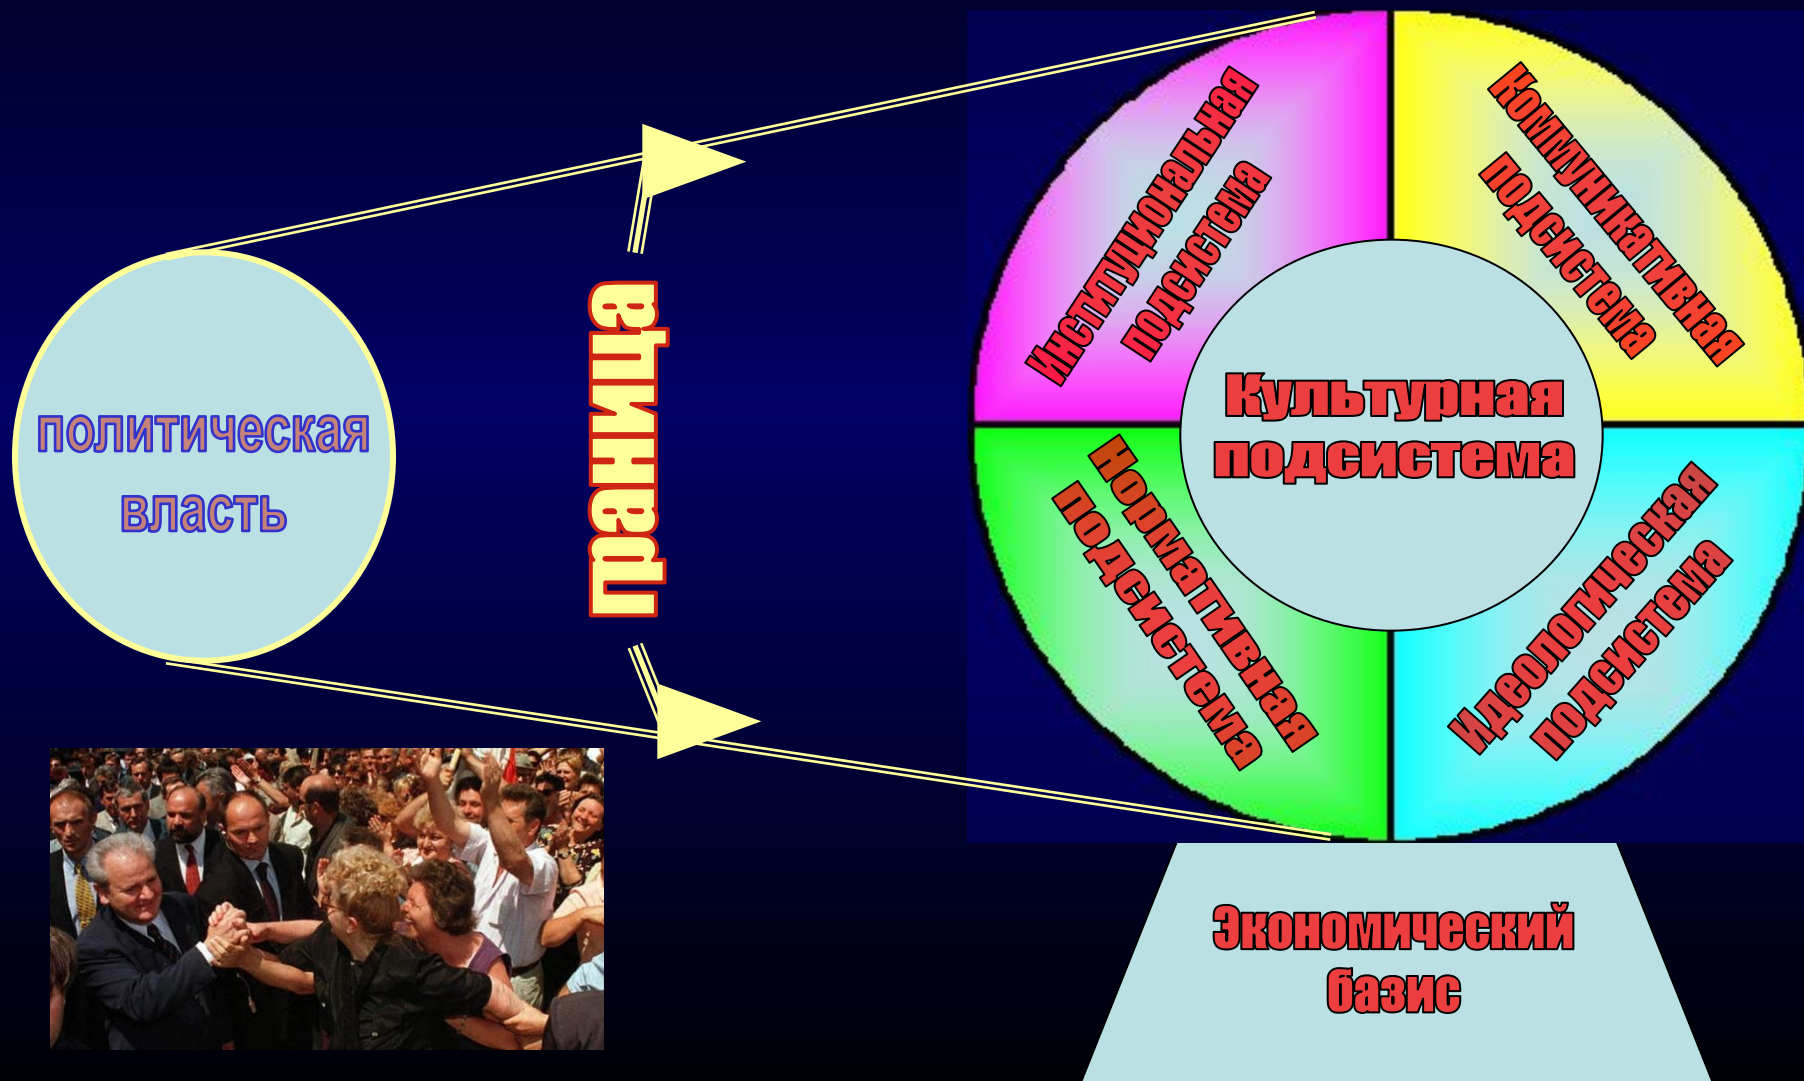 политическая
власть
граница
Институциональная
подсистема
Коммуникативная
подсистема
Культурная
подсистема
Нормативная
подсистема
Идеологическая
подсистема
Экономический
базис